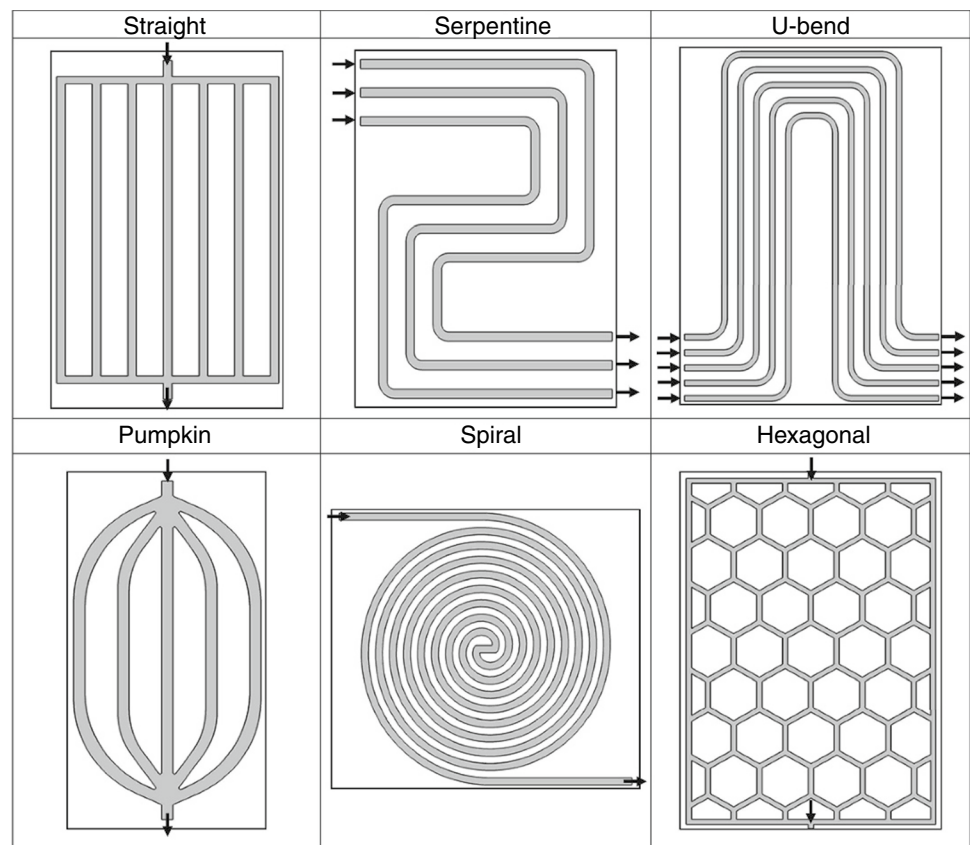 Straight
Serpentine
U-bend
Pumpkin
Spiral
Hexagonal